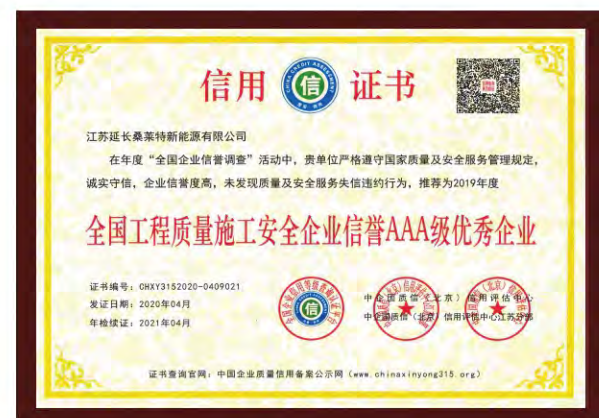 信用
信
证书
CHINA CREDIT ASSESSMENT
江苏延长桑莱特新能源有限公司
在年度“全国企业信誉调查”活动中，贵单位严格遵守国家质量及安全服务管理规定，
诚实守信，企业信誉度高，未发现质量及安全服务失信违约行为，推荐为2019年度
全国工程质量施工安全企业信誉AAA级优秀企业
证书编号：CHXY3152020-0409021
发证日期：2020年04月
年检续证：2021年04月
信
中企国质信（北京）信用评估中心
中企国质信（北京）信用评估中心江苏分部
证书查询官网：中国企业质量信用备案公示网（www.chinaxinyong315.org）